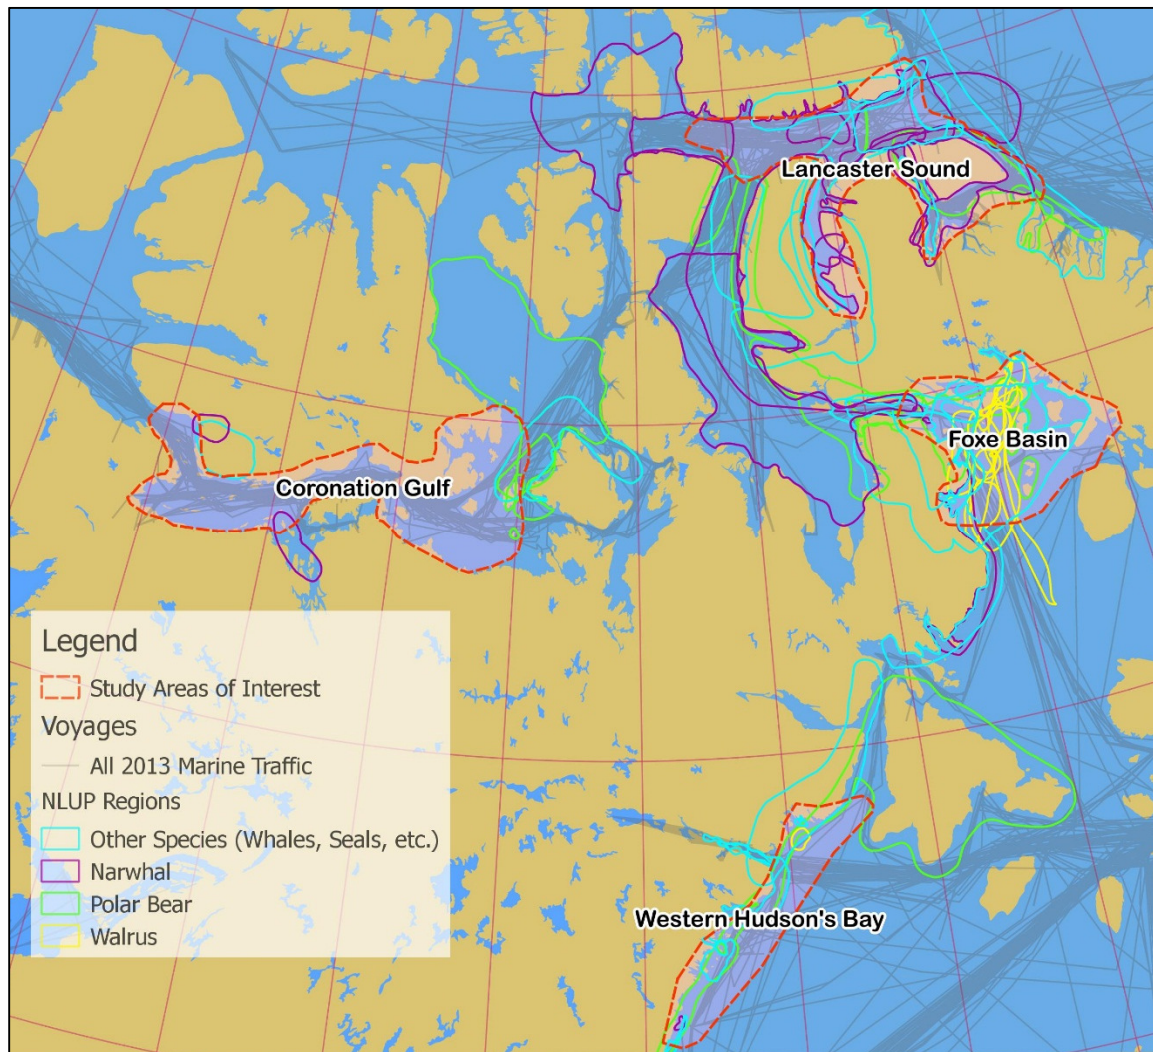 Lancaster Sound
Foxe Basin
Coronation Gulf
Western Hudson's Bay
Legend
Study Areas of Interest
Voyages
All 2013 Marine Traffic
NLUP Regions
Other Species (Whales, Seals, etc.)
Narwhal
Polar Bear
Walrus